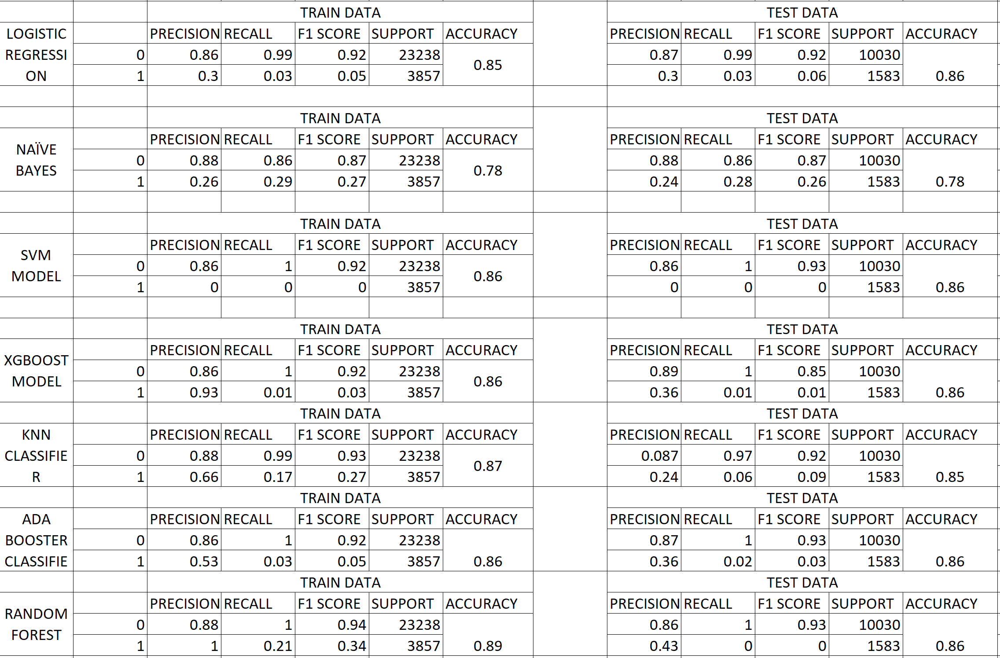 TRAIN DATA TEST DATA
LOGISTIC REGRESSI ON PRECISION RECALL F1 SCORE SUPPORT ACCURACY PRECISION RECALL F1 SCORE SUPPORT ACCURACY
0 0.86 0.99 0.92 23238 0.85 0.87 0.99 0.92 10030 0.86
1 0.3 0.03 0.05 3857 0.3 0.03 0.06 1583
TRAIN DATA TEST DATA
NAÏVE BAYES PRECISION RECALL F1 SCORE SUPPORT ACCURACY PRECISION RECALL F1 SCORE SUPPORT ACCURACY
0 0.88 0.86 0.87 23238 0.78 0.88 0.86 0.87 10030 0.78
1 0.26 0.29 0.27 3857 0.24 0.28 0.26 1583
TRAIN DATA TEST DATA
SVM MODEL PRECISION RECALL F1 SCORE SUPPORT ACCURACY PRECISION RECALL F1 SCORE SUPPORT ACCURACY
0 0.86 1 0.92 23238 0.86 0.86 1 0.93 10030 0.86
1 0 0 0 3857 0 0 0 1583
TRAIN DATA TEST DATA
XGBOOST MODEL PRECISION RECALL F1 SCORE SUPPORT ACCURACY PRECISION RECALL F1 SCORE SUPPORT ACCURACY
0 0.86 1 0.92 23238 0.86 0.89 1 0.85 10030 0.86
1 0.93 0.01 0.03 3857 0.36 0.01 0.01 1583
TRAIN DATA TEST DATA
KNN CLASSIFIE R PRECISION RECALL F1 SCORE SUPPORT ACCURACY PRECISION RECALL F1 SCORE SUPPORT ACCURACY
0 0.88 0.99 0.93 23238 0.87 0.087 0.97 0.92 10030 0.85
1 0.66 0.17 0.27 3857 0.24 0.06 0.09 1583
TRAIN DATA TEST DATA
ADA BOOSTER CLASSIFIE PRECISION RECALL F1 SCORE SUPPORT ACCURACY PRECISION RECALL F1 SCORE SUPPORT ACCURACY
0 0.86 1 0.92 23238 0.86 0.87 1 0.93 10030 0.86
1 0.53 0.03 0.05 3857 0.36 0.02 0.03 1583
TRAIN DATA TEST DATA
RANDOM FOREST PRECISION RECALL F1 SCORE SUPPORT ACCURACY PRECISION RECALL F1 SCORE SUPPORT ACCURACY
0 0.88 1 0.94 23238 0.89 0.86 1 0.93 10030 0.86
1 1 0.21 0.34 3857 0.43 0 0 1583